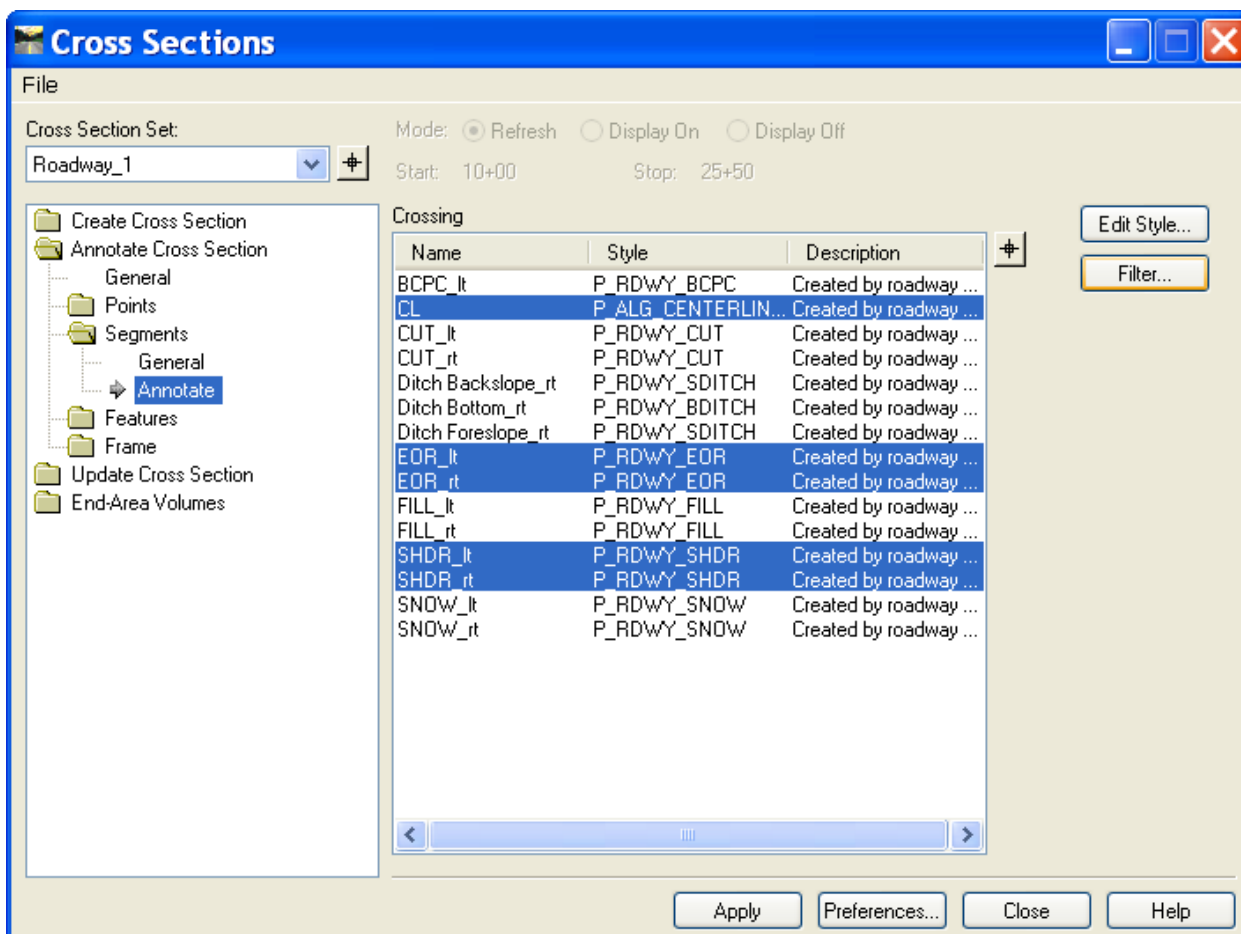 Cross Sections
File
Cross Section Set:
Roadway_1
Mode: Refresh Display On Display Off
Start: 10+00 Stop: 25+50
Create Cross Section
Annotate Cross Section
General
Points
Segments
General
Annotate
Features
Frame
Update Cross Section
End-Area Volumes
Crossing
Name Style Description
BCPC_lt P_RDWY_BCPC Created by roadway ...
CL P_ALG_CENTERLIN... Created by roadway ...
CUT_lt P_RDWY_CUT Created by roadway ...
CUT_rt P_RDWY_CUT Created by roadway ...
Ditch Backslope_rt P_RDWY_SDITCH Created by roadway ...
Ditch Bottom_rt P_RDWY_BDITCH Created by roadway ...
Ditch Foreslope_rt P_RDWY_SDITCH Created by roadway ...
EOR_lt P_RDWY_EOR Created by roadway ...
EOR_rt P_RDWY_EOR Created by roadway ...
FILL_lt P_RDWY_FILL Created by roadway ...
FILL_rt P_RDWY_FILL Created by roadway ...
SHDR_lt P_RDWY_SHDR Created by roadway ...
SHDR_rt P_RDWY_SHDR Created by roadway ...
SNOW_lt P_RDWY_SNOW Created by roadway ...
SNOW_rt P_RDWY_SNOW Created by roadway ...
Edit Style...
Filter...
Apply Preferences... Close Help